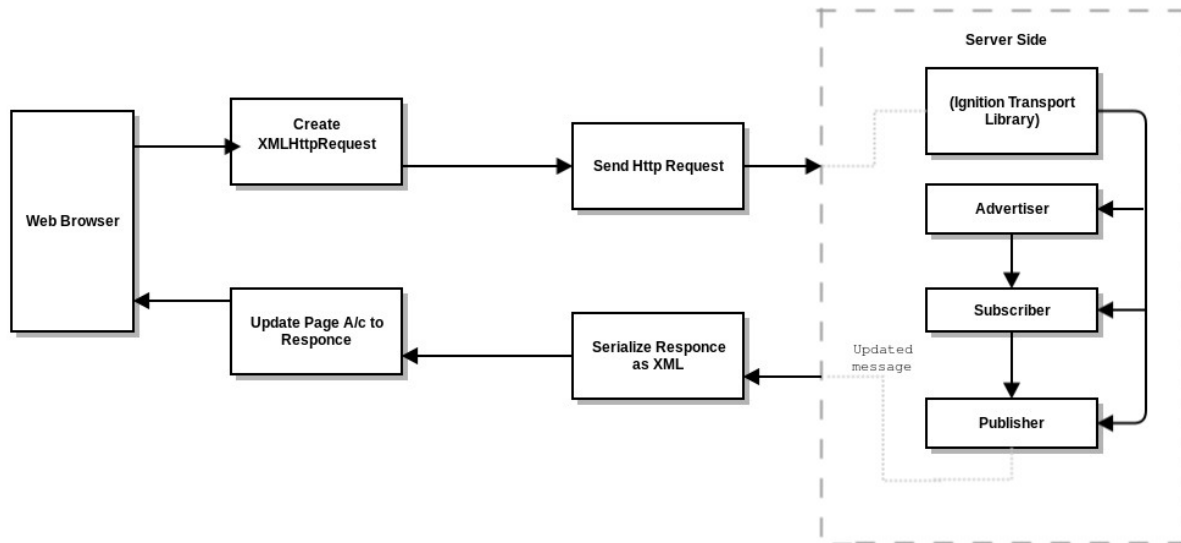 Server Side
(Ignition Transport
Library)
Create
XMLHttpRequest
Send Http Request
Web Browser
Advertiser
Subscriber
Update Page A/c to
Responce
Serialize Responce
as XML
Updated
message
Publisher